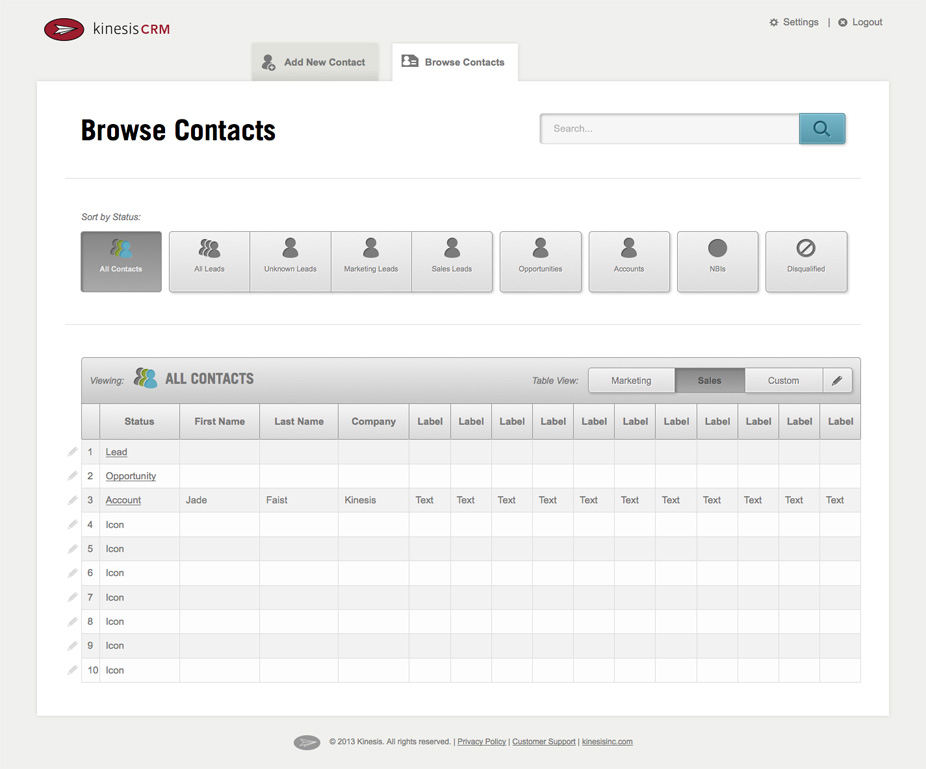 kinesisCRM
Settings | Logout
Add New Contact Browse Contacts
Browse Contacts
Search...
Sort by Status:
All Contacts All Leads Unknown Leads Marketing Leads Sales Leads Opportunities Accounts NBIs Disqualified
Viewing: ALL CONTACTS Table View: Marketing Sales Custom
Status First Name Last Name Company Label Label Label Label Label Label Label Label Label Label Label
1 Lead
2 Opportunity
3 Account Jade Faist Kinesis Text Text Text Text Text Text Text Text Text Text Text
4 Icon
5 Icon
6 Icon
7 Icon
8 Icon
9 Icon
10 Icon
© 2013 Kinesis. All rights reserved. | Privacy Policy | Customer Support | kinesisinc.com